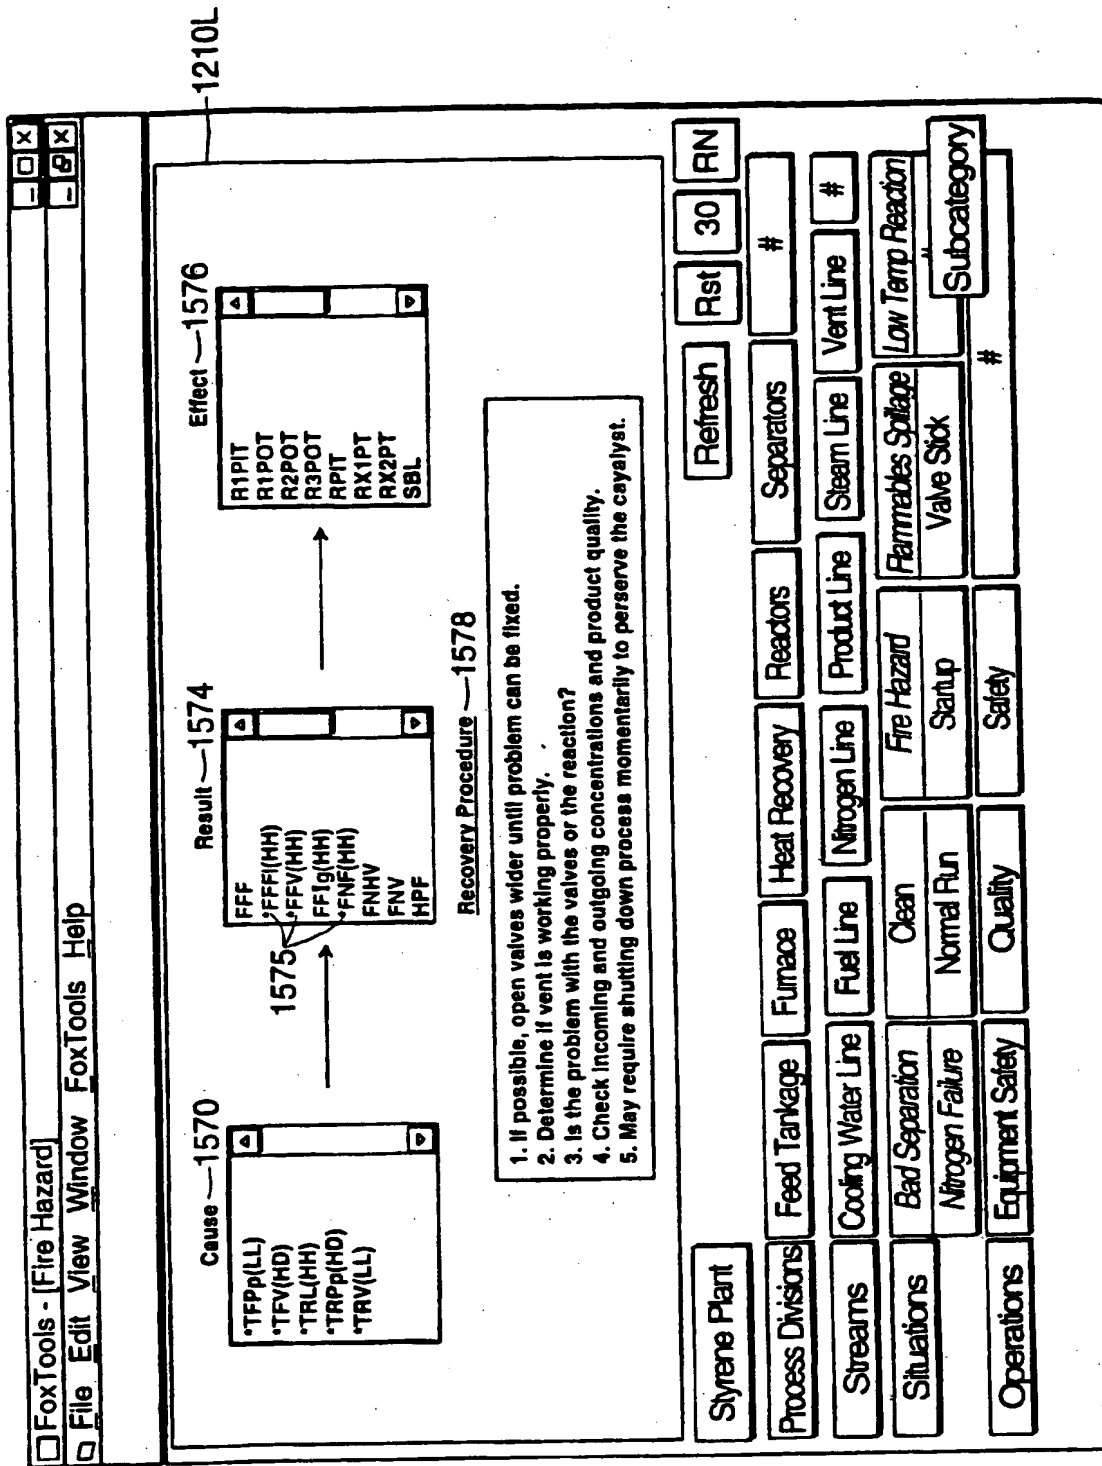 FoxTools - [Fire Hazard]
File Edit View Window FoxTools Help
1210L
Cause 1570
*TFPp(LL)
*TFV(HD)
*TRL(HH)
*TRPp(HD)
*TRV(LL)
Result 1574
FFF
*FFFI(HH)
*FFV(HH)
FFIg(HH)
*FNF(HH)
FNHV
FNV
HPF
1575
Effect 1576
R1PIT
R1POT
R2POT
R3POT
RPIT
RX1PT
RX2PT
SBL
Recovery Procedure 1578
1. If possible, open valves wider until problem can be fixed.
2. Determine if vent is working properly.
3. Is the problem with the valves or the reaction?
4. Check incoming and outgoing concentrations and product quality.
5. May require shutting down process momentarily to perserve the cayalyst.
Styrene Plant Refresh Rst 30 RN
Process Divisions Feed Tankage Furnace Heat Recovery Reactors Separators #
Streams Cooling Water Line Fuel Line Nitrogen Line Product Line Steam Line Vent Line #
Situations Bad Separation Clean Fire Hazard Flammables Spillage Low Temp Reaction
Nitrogen Failure Normal Run Startup Valve Stick
Subcategory
Operations Equipment Safety Quality Safety #